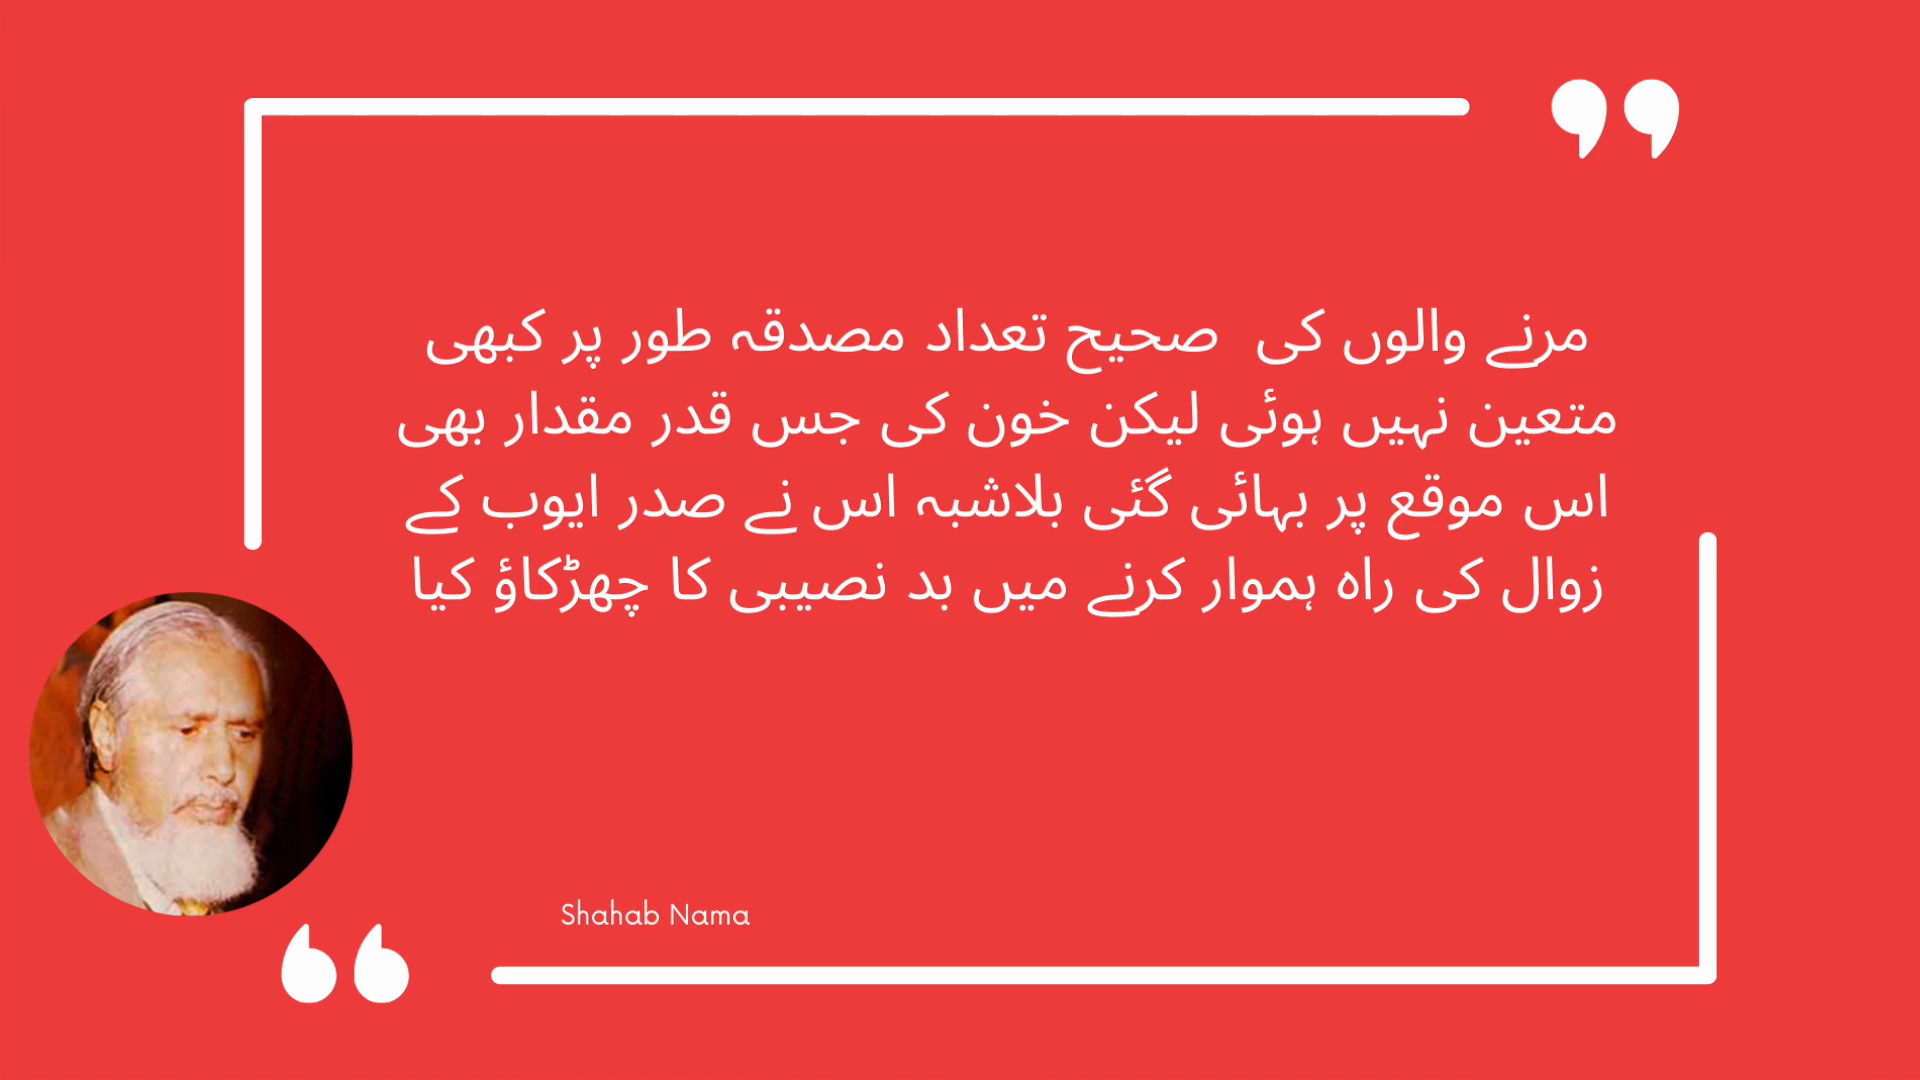 مرنے والوں کی صحیح تعداد مصدقہ طور پر کبھی
متعین نہیں ہوئی لیکن خون کی جس قدر مقدار بھی
اس موقع پر بہائی گئی بلاشبہ اس نے صدر ایوب کے
زوال کی راہ ہموار کرنے میں بد نصیبی کا چھڑکاؤ کیا
Shahab Nama